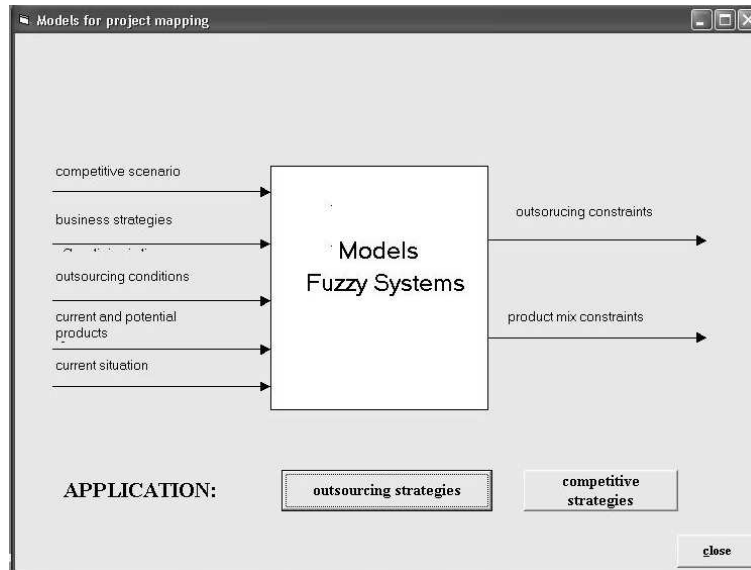 Models for project mapping
competitive scenario
business strategies
outsourcing conditions
current and potential
products
current situation
Models
Fuzzy Systems
outsorucing constraints
product mix constraints
APPLICATION:
outsourcing strategies
competitive
strategies
close